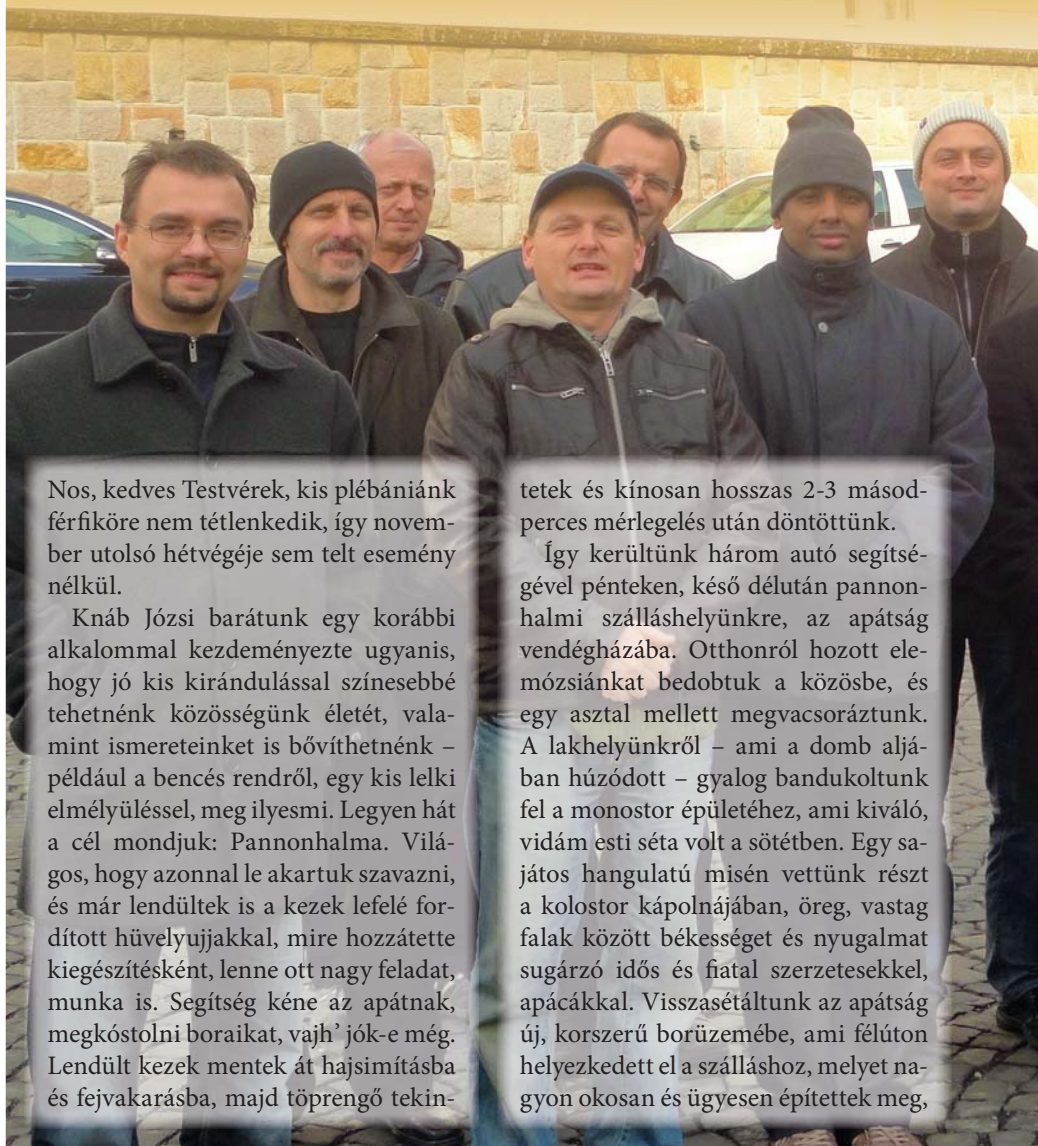 Nos, kedves Testvérek, kis plébániánk
férfiköre nem tétlenkedik, így novem-
ber utolsó hétvégéje sem telt esemény
nélkül.
Knáb Józsi barátunk egy korábbi
alkalommal kezdeményezte ugyanis,
hogy jó kis kirándulással színesebbé
tehetnénk közösségünk életét, vala-
mint ismereteinket is bővíthetnénk –
például a bencés rendről, egy kis lelki
elmélyüléssel, meg ilyesmi. Legyen hát
a cél mondjuk: Pannonhalma. Vilá-
gos, hogy azonnal le akartuk szavazni,
és már lendültek is a kezek lefelé for-
dított hüvelyujjakkal, mire hozzátette
kiegészítésként, lenne ott nagy feladat,
munka is. Segítség kéne az apátnak,
megkóstolni boraikat, vajh’ jók-e még.
Lendült kezek mentek át hajsimításba
és fejvakarásba, majd töprengő tekin-
tetek és kínosan hosszas 2-3 másod-
perces mérlegelés után döntöttünk.
Így kerültünk három autó segítsé-
gével pénteken, késő délután pannon-
halmi szálláshelyünkre, az apátság
vendégházába. Otthonról hozott ele-
mózsiánkat bedobtuk a közösbe, és
egy asztal mellett megvacsoráztunk.
A lakhelyünkről – ami a domb aljá-
ban húzódott – gyalog bandukoltunk
fel a monostor épületéhez, ami kiváló,
vidám esti séta volt a sötétben. Egy sa-
játos hangulatú misén vettünk részt
a kolostor kápolnájában, öreg, vastag
falak között békességet és nyugalmat
sugárzó idős és fiatal szerzetesekkel,
apácákkal. Visszasétáltunk az apátság
új, korszerű borüzemébe, ami félúton
helyezkedett el a szálláshoz, melyet na-
gyon okosan és ügyesen építettek meg,